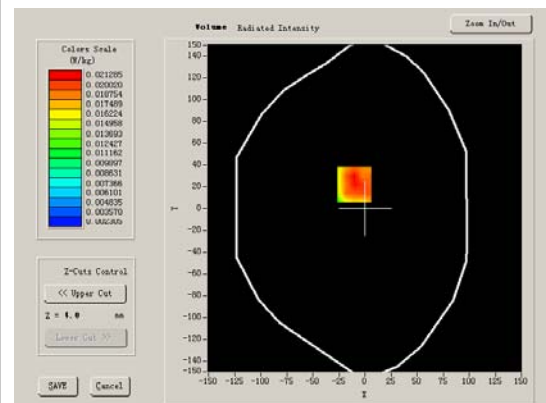 Volume Radiated Intensity
Zoom In/Out
Colors Scale
(W/kg)
0.021285
0.020020
0.018754
0.017489
0.016224
0.014958
0.013693
0.012427
0.011162
0.009897
0.008631
0.007366
0.006101
0.004835
0.003570
0.002305
Z-Cuts Control
<< Upper Cut
Z = 4.0 mm
Lower Cut >>
SAVE
Cancel
150
120
100
80
60
40
20
0
-20
-40
-60
-80
-100
-120
-140
-150
Y
-150 -125 -100 -75 -50 -25 0 25 50 75 100 125 150
X